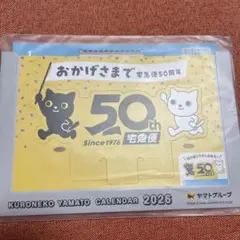 おかげさまで 宅急便50周年
50th
Since1976 宅急便
50th
ヤマトグループ
KURONEKO YAMATO CALENDAR 2026